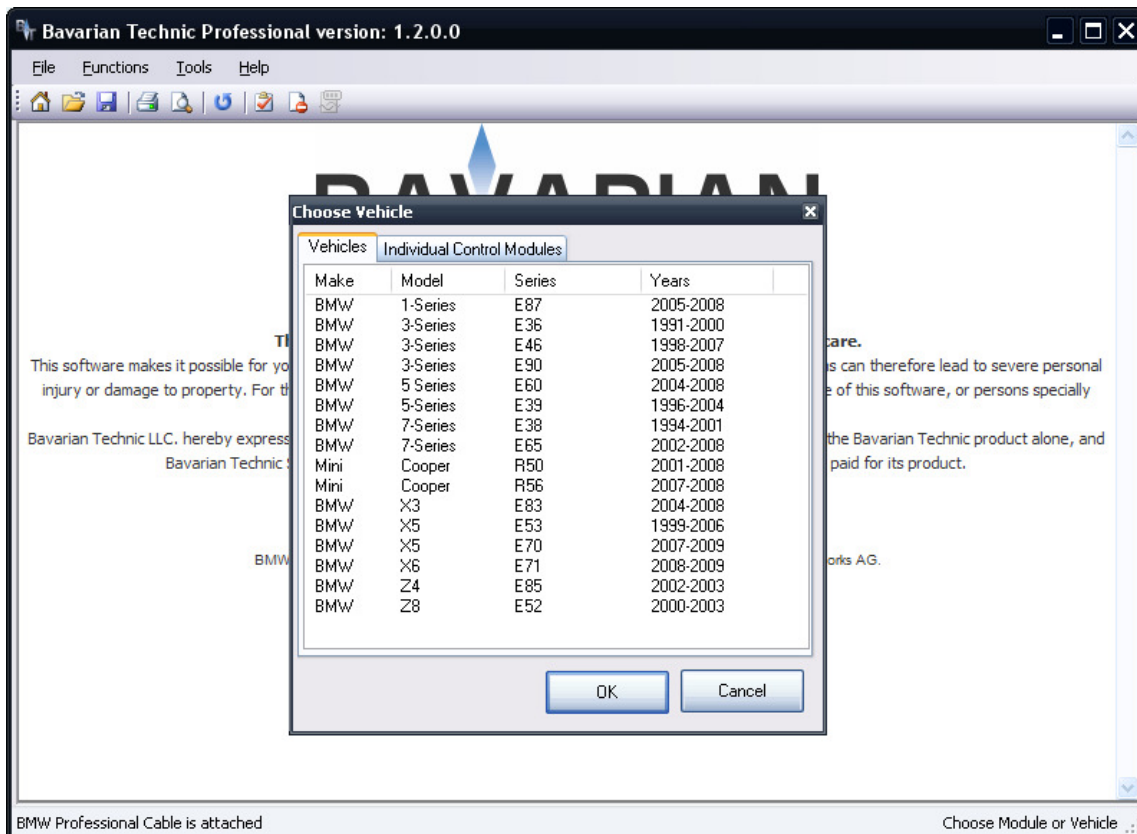 Bavarian Technic Professional version: 1.2.0.0
File Functions Tools Help
BAVARIAN
Choose Vehicle
Vehicles Individual Control Modules
Make Model Series Years
BMW 1-Series E87 2005-2008
BMW 3-Series E36 1991-2000
BMW 3-Series E46 1998-2007
BMW 3-Series E90 2005-2008
BMW 5 Series E60 2004-2008
BMW 5-Series E39 1996-2004
BMW 7-Series E38 1994-2001
BMW 7-Series E65 2002-2008
Mini Cooper R50 2001-2008
Mini Cooper R56 2007-2008
BMW X3 E83 2004-2008
BMW X5 E53 1999-2006
BMW X5 E70 2007-2009
BMW X6 E71 2008-2009
BMW Z4 E85 2002-2003
BMW Z8 E52 2000-2003
OK Cancel
This software makes it possible for can therefore lead to severe personal
injury or damage to property. For of this software, or persons specially
Bavarian Technic LLC. hereby the Bavarian Technic product alone, and
Bavarian Technic paid for its product.
AG.
BMW Professional Cable is attached Choose Module or Vehicle